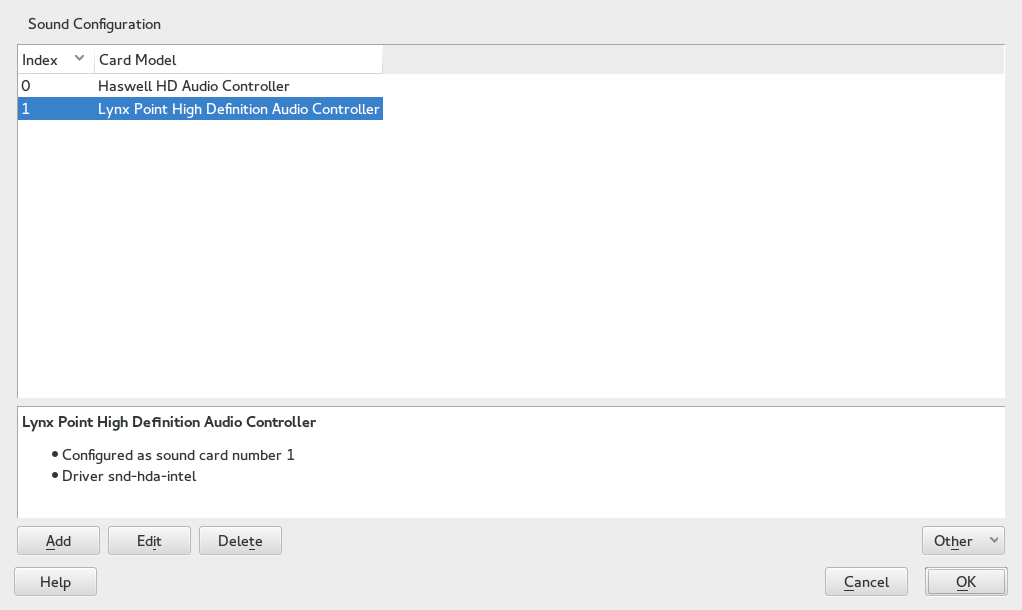 Sound Configuration
Index Card Model
0 Haswell HD Audio Controller
1 Lynx Point High Definition Audio Controller
Lynx Point High Definition Audio Controller
• Configured as sound card number 1
• Driver snd-hda-intel
Add Edit Delete Other
Help Cancel OK